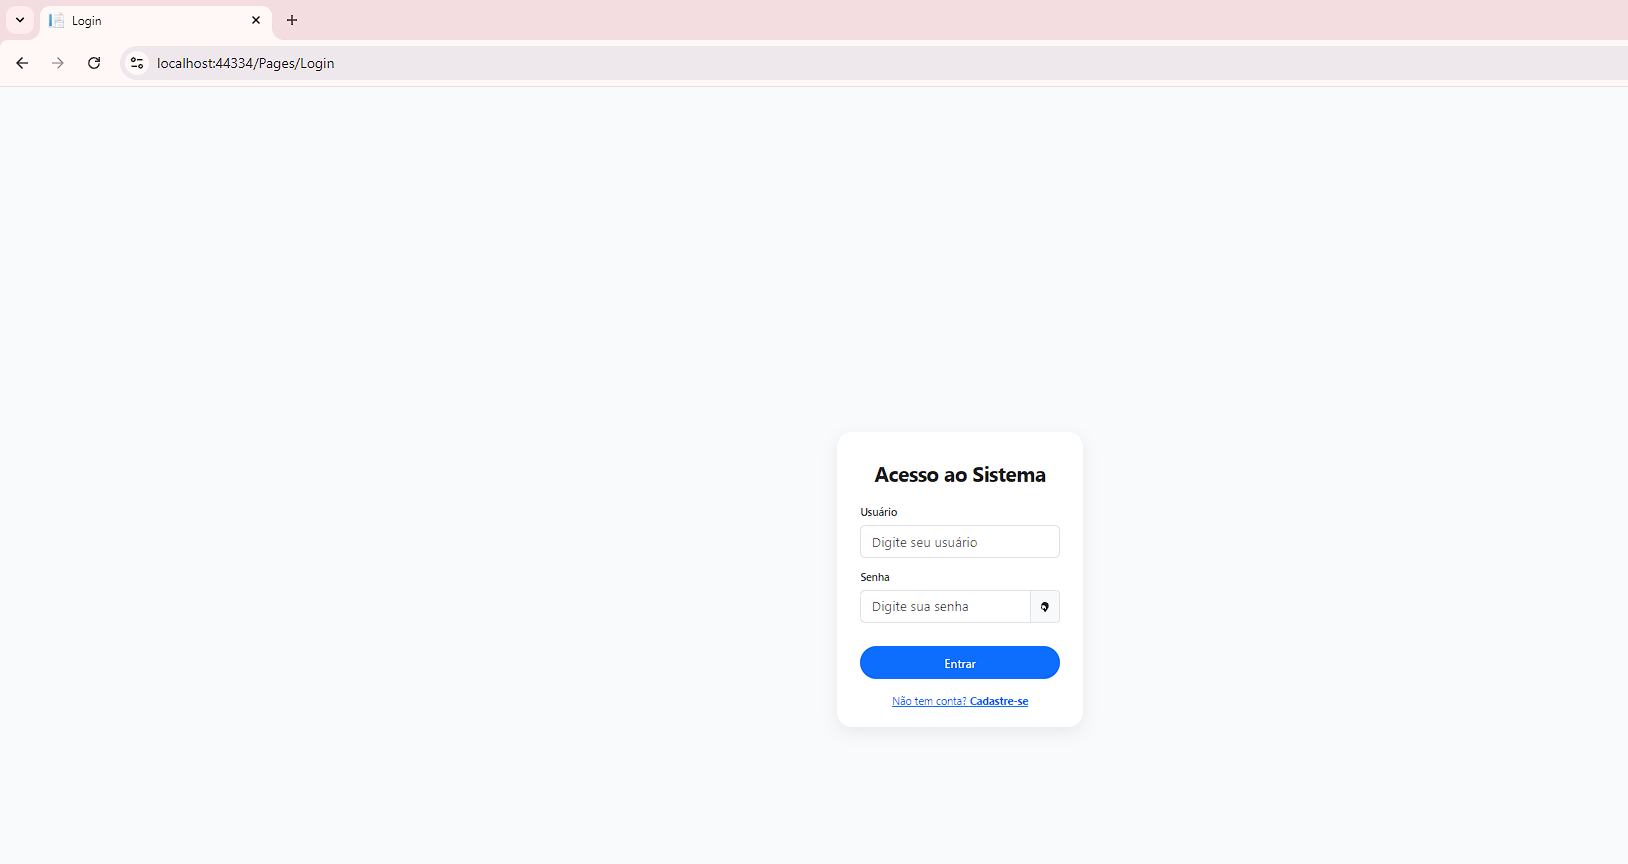 Login
localhost:44334/Pages/Login
Acesso ao Sistema
Usuário
Digite seu usuário
Senha
Digite sua senha
Entrar
Não tem conta? Cadastre-se